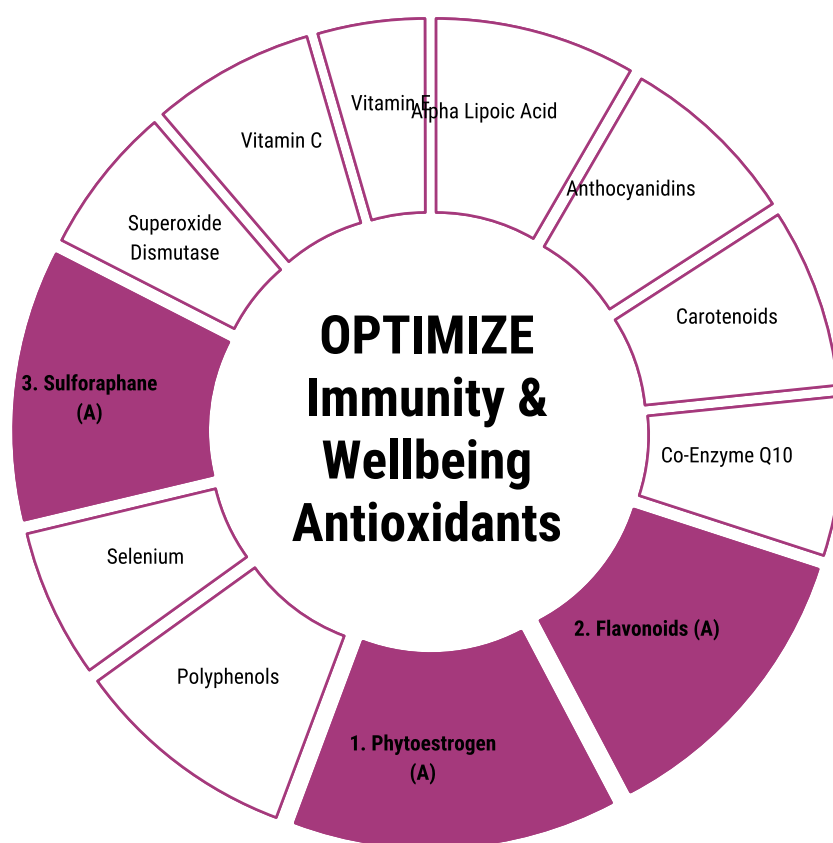 Vitamin E
Alpha Lipoic Acid
Vitamin C
Anthocyanidins
Superoxide
Dismutase
Carotenoids
OPTIMIZE
Immunity &
Wellbeing
Antioxidants
3. Sulforaphane
(A)
Co-Enzyme Q10
Selenium
2. Flavonoids (A)
Polyphenols
1. Phytoestrogen
(A)